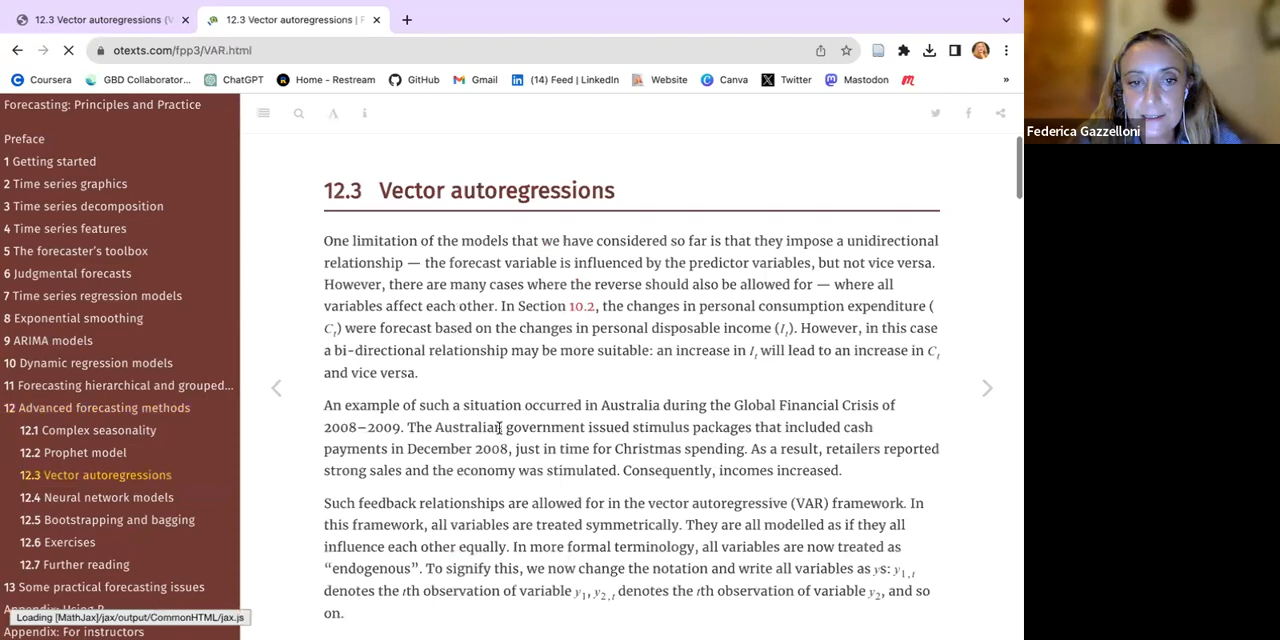 12.3 Vector autoregressions (V
12.3 Vector autoregressions | F
otexts.com/fpp3/VAR.html
Coursera
GBD Collaborator...
ChatGPT
Home - Restream
GitHub
Gmail
(14) Feed | LinkedIn
Website
Canva
Twitter
Mastodon
»
Federica Gazzelloni
Forecasting: Principles and Practice
Preface
1 Getting started
2 Time series graphics
3 Time series decomposition
4 Time series features
5 The forecaster's toolbox
6 Judgmental forecasts
7 Time series regression models
8 Exponential smoothing
9 ARIMA models
10 Dynamic regression models
11 Forecasting hierarchical and grouped...
12 Advanced forecasting methods
12.1 Complex seasonality
12.2 Prophet model
12.3 Vector autoregressions
12.4 Neural network models
12.5 Bootstrapping and bagging
12.6 Exercises
12.7 Further reading
13 Some practical forecasting issues
Appendix: Using R
Loading [MathJax]/jax/output/CommonHTML/jax.js
Appendix: For instructors
12.3 Vector autoregressions
One limitation of the models that we have considered so far is that they impose a unidirectional
relationship — the forecast variable is influenced by the predictor variables, but not vice versa.
However, there are many cases where the reverse should also be allowed for — where all
variables affect each other. In Section 10.2, the changes in personal consumption expenditure (
Cₜ) were forecast based on the changes in personal disposable income (Iₜ). However, in this case
a bi-directional relationship may be more suitable: an increase in Iₜ will lead to an increase in Cₜ
and vice versa.
An example of such a situation occurred in Australia during the Global Financial Crisis of
2008–2009. The Australian government issued stimulus packages that included cash
payments in December 2008, just in time for Christmas spending. As a result, retailers reported
strong sales and the economy was stimulated. Consequently, incomes increased.
Such feedback relationships are allowed for in the vector autoregressive (VAR) framework. In
this framework, all variables are treated symmetrically. They are all modelled as if they all
influence each other equally. In more formal terminology, all variables are now treated as
“endogenous”. To signify this, we now change the notation and write all variables as ys: y₁,ₜ
denotes the tth observation of variable y₁, y₂,ₜ denotes the tth observation of variable y₂, and so
on.